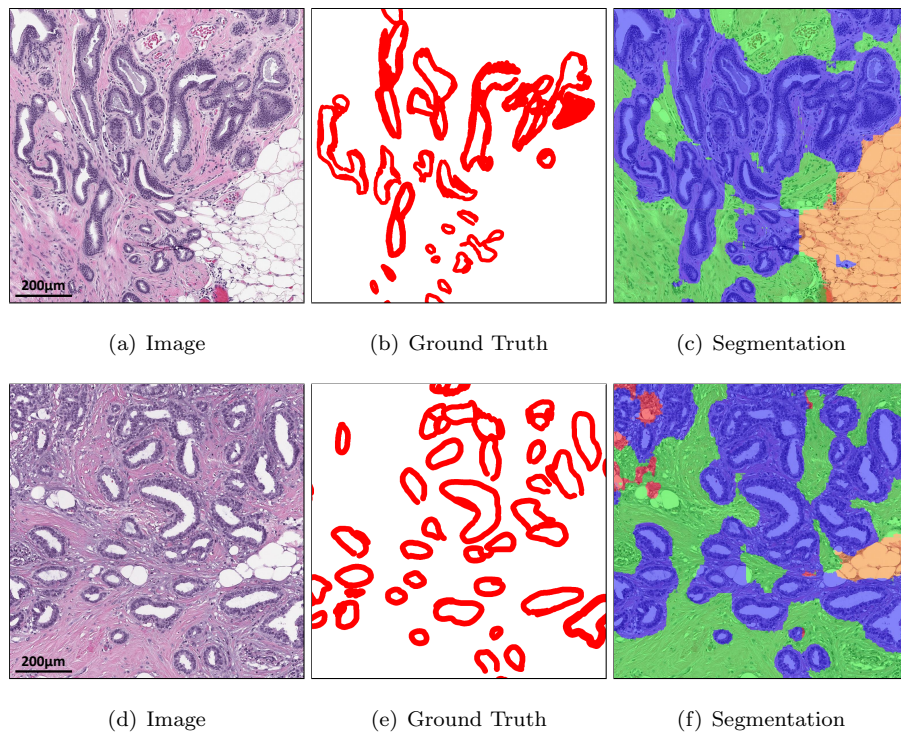 200μm
(a) Image
(b) Ground Truth
(c) Segmentation
200μm
(d) Image
(e) Ground Truth
(f) Segmentation